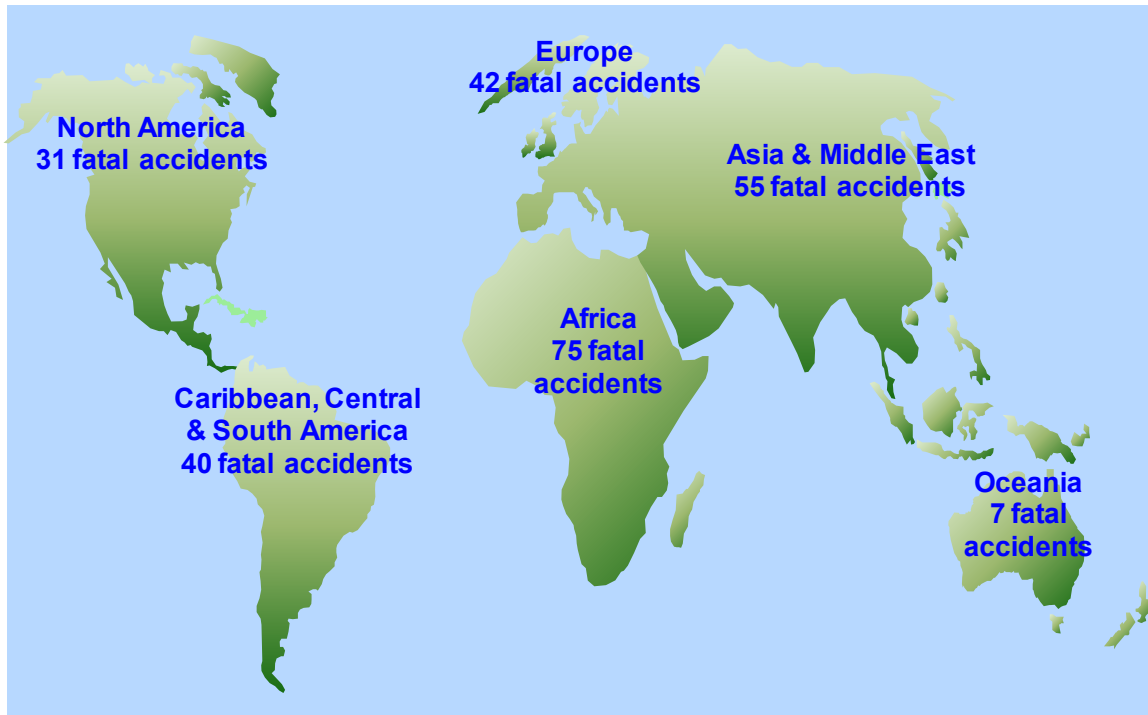 Europe
42 fatal accidents
North America
31 fatal accidents
Asia & Middle East
55 fatal accidents
Africa
75 fatal
accidents
Caribbean, Central
& South America
40 fatal accidents
Oceania
7 fatal
accidents